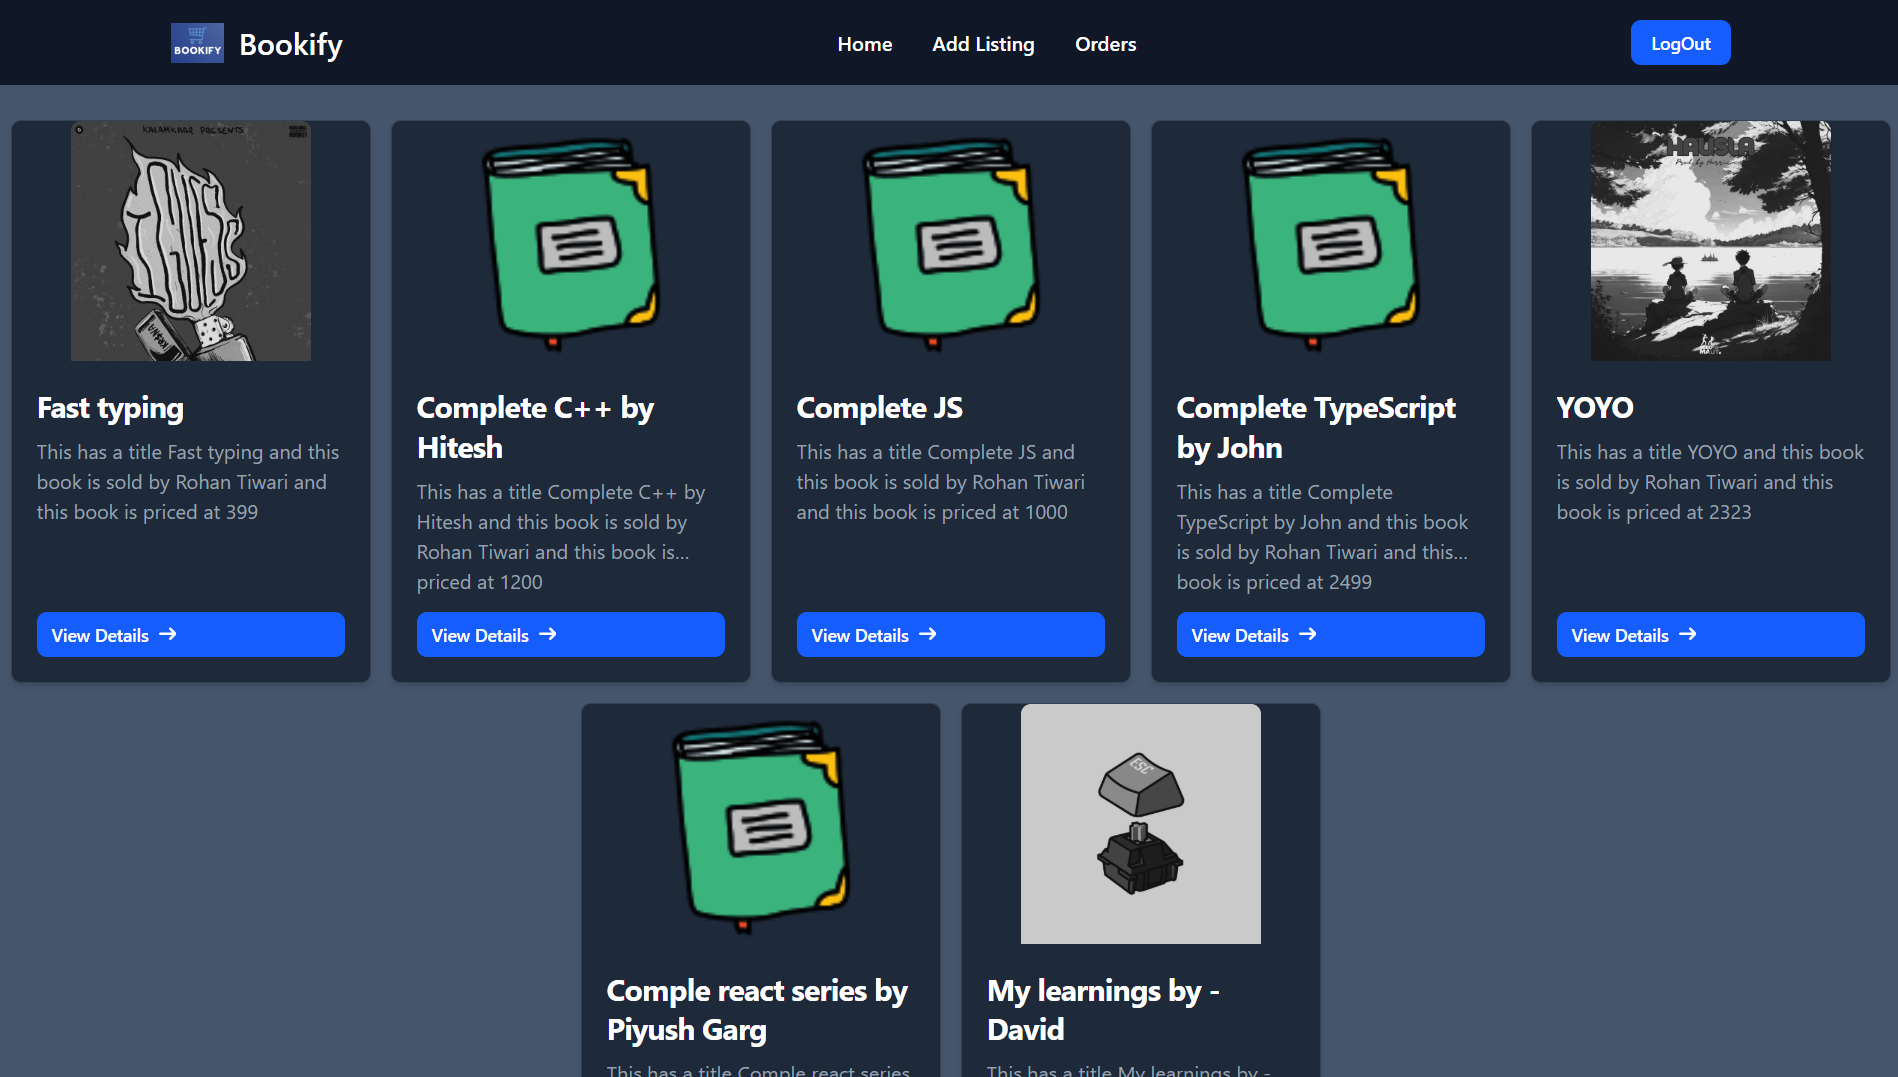 BOOKIFY
Bookify
Home
Add Listing
Orders
LogOut
KALAMKAAR PRESENTS
KR$NA
Fast typing
This has a title Fast typing and this
book is sold by Rohan Tiwari and
this book is priced at 399
View Details
Complete C++ by
Hitesh
This has a title Complete C++ by
Hitesh and this book is sold by
Rohan Tiwari and this book is...
priced at 1200
View Details
Complete JS
This has a title Complete JS and
this book is sold by Rohan Tiwari
and this book is priced at 1000
View Details
Complete TypeScript
by John
This has a title Complete
TypeScript by John and this book
is sold by Rohan Tiwari and this...
book is priced at 2499
View Details
HAUSLA
YOYO
This has a title YOYO and this book
is sold by Rohan Tiwari and this
book is priced at 2323
View Details
Comple react series by
Piyush Garg
This has a title Comple react series
ESC
My learnings by -
David
This has a title My learnings by -